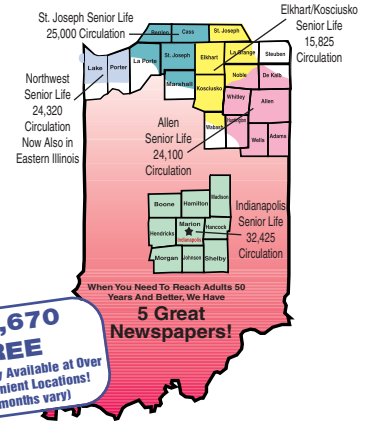 St. Joseph Senior Life
25,000 Circulation
Elkhart/Kosciusko
Senior Life
15,825
Circulation
Berrien
Cass
St. Joseph
Lake
Porter
La Porte
St. Joseph
Elkhart
La Grange
Steuben
Noble
De Kalb
Marshall
Kosciusko
Whitley
Allen
Wabash
Huntington
Wells
Adams
Northwest
Senior Life
24,320
Circulation
Now Also in
Eastern Illinois
Allen
Senior Life
24,100
Circulation
Boone
Hamilton
Madison
Hendricks
Marion
Indianapolis
Hancock
Morgan
Johnson
Shelby
Indianapolis
Senior Life
32,425
Circulation
When You Need To Reach Adults 50
Years And Better, We Have
5 Great
Newspapers!
,670
REE
y Available at Over
nient Locations!
months vary)